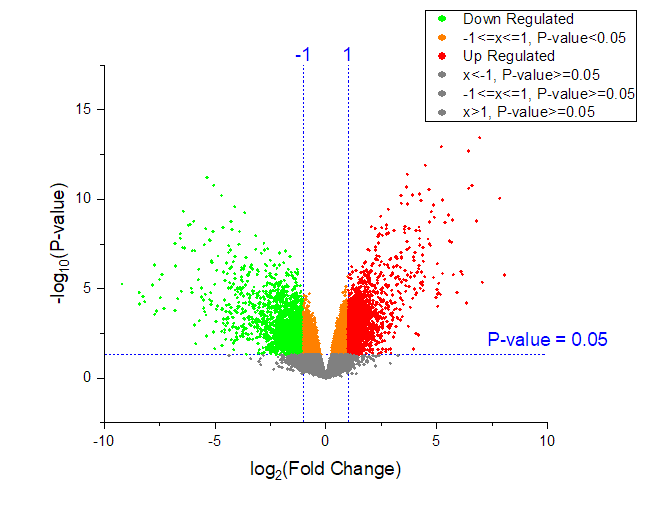 Down Regulated
-1<=x<=1, P-value<0.05
Up Regulated
x<-1, P-value>=0.05
-1<=x<=1, P-value>=0.05
x>1, P-value>=0.05
-1 1
15
10
5
0
-log10(P-value)
P-value = 0.05
-10 -5 0 5 10
log2(Fold Change)